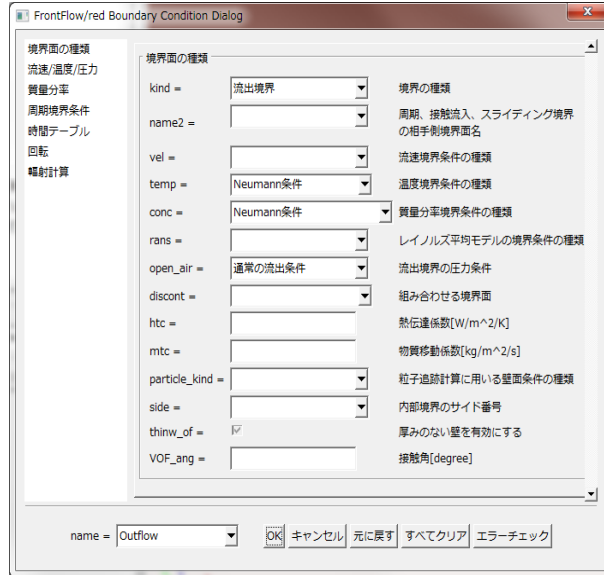 FrontFlow/red Boundary Condition Dialog
境界面の種類
流速/温度/圧力
質量分率
周期境界条件
時間テーブル
回転
輻射計算
境界面の種類
kind = 流出境界 境界の種類
name2 = 周期、接触流入、スライディング境界
の相手側境界面名
vel = 流速境界条件の種類
temp = Neumann条件 温度境界条件の種類
conc = Neumann条件 質量分率境界条件の種類
rans = レイノルズ平均モデルの境界条件の種類
open_air = 通常の流出条件 流出境界の圧力条件
discont = 組み合わせる境界面
htc = 熱伝達係数[W/m^2/K]
mtc = 物質移動係数[kg/m^2/s]
particle_kind = 粒子追跡計算に用いる壁面条件の種類
side = 内部境界のサイド番号
thinw_of = 厚みのない壁を有効にする
VOF_ang = 接触角[degree]
name = Outflow OK キャンセル 元に戻す すべてクリア エラーチェック